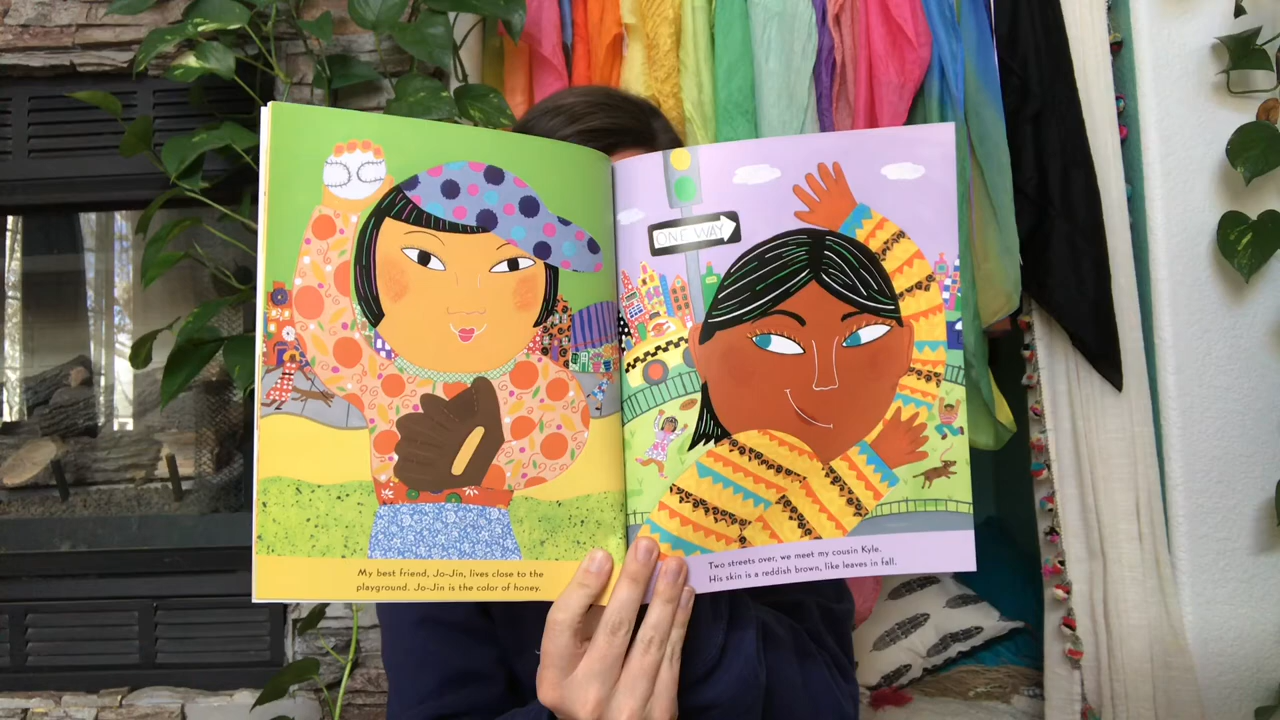 My best friend, Jo-Jin, lives close to the
playground. Jo-Jin is the color of honey.
ONE WAY
Two streets over, we meet my cousin Kyle.
His skin is a reddish brown, like leaves in fall.